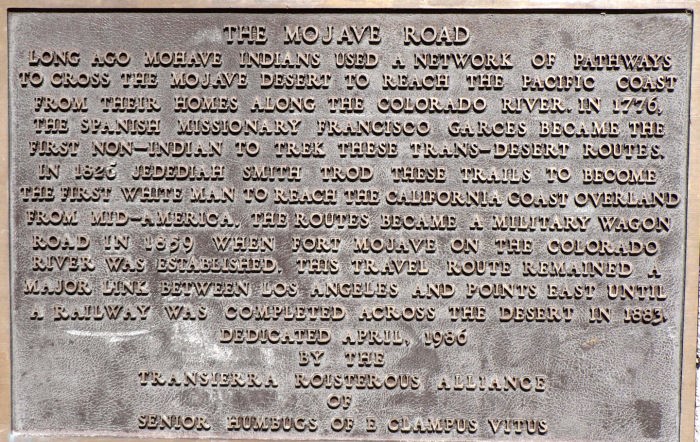 THE MOJAVE ROAD
LONG AGO MOHAVE INDIANS USED A NETWORK OF PATHWAYS
TO CROSS THE MOJAVE DESERT TO REACH THE PACIFIC COAST
FROM THEIR HOMES ALONG THE COLORADO RIVER. IN 1776,
THE SPANISH MISSIONARY FRANCISCO GARCES BECAME THE
FIRST NON-INDIAN TO TREK THESE TRANS-DESERT ROUTES.
IN 1826 JEDEDIAH SMITH TROD THESE TRAILS TO BECOME
THE FIRST WHITE MAN TO REACH THE CALIFORNIA COAST OVERLAND
FROM MID-AMERICA. THE ROUTES BECAME A MILITARY WAGON
ROAD IN 1859 WHEN FORT MOJAVE ON THE COLORADO
RIVER WAS ESTABLISHED. THIS TRAVEL ROUTE REMAINED A
MAJOR LINK BETWEEN LOS ANGELES AND POINTS EAST UNTIL
A RAILWAY WAS COMPLETED ACROSS THE DESERT IN 1883.
DEDICATED APRIL, 1986
BY THE
TRANSIERRA ROISTEROUS ALLIANCE
OF
SENIOR HUMBUGS OF E CLAMPUS VITUS